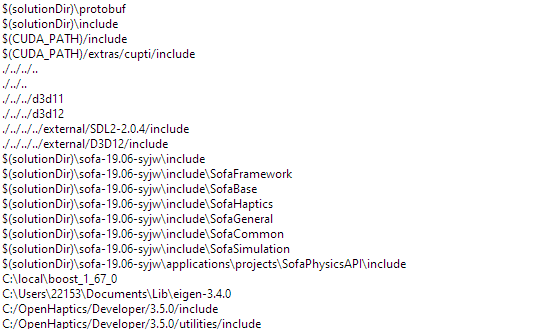 $(solutionDir)\protobuf
$(solutionDir)\include
$(CUDA_PATH)/include
$(CUDA_PATH)/extras/cupti/include
./../../..
./../..
./../../d3d11
./../../d3d12
./../../../external/SDL2-2.0.4/include
./../../../external/D3D12/include
$(solutionDir)\sofa-19.06-syjw\include
$(solutionDir)\sofa-19.06-syjw\include\SofaFramework
$(solutionDir)\sofa-19.06-syjw\include\SofaBase
$(solutionDir)\sofa-19.06-syjw\include\SofaHaptics
$(solutionDir)\sofa-19.06-syjw\include\SofaGeneral
$(solutionDir)\sofa-19.06-syjw\include\SofaCommon
$(solutionDir)\sofa-19.06-syjw\include\SofaSimulation
$(solutionDir)\sofa-19.06-syjw\applications\projects\SofaPhysicsAPI\include
C:\local\boost_1_67_0
C:\Users\22153\Documents\Lib\eigen-3.4.0
C:/OpenHaptics/Developer/3.5.0/include
C:/OpenHaptics/Developer/3.5.0/utilities/include